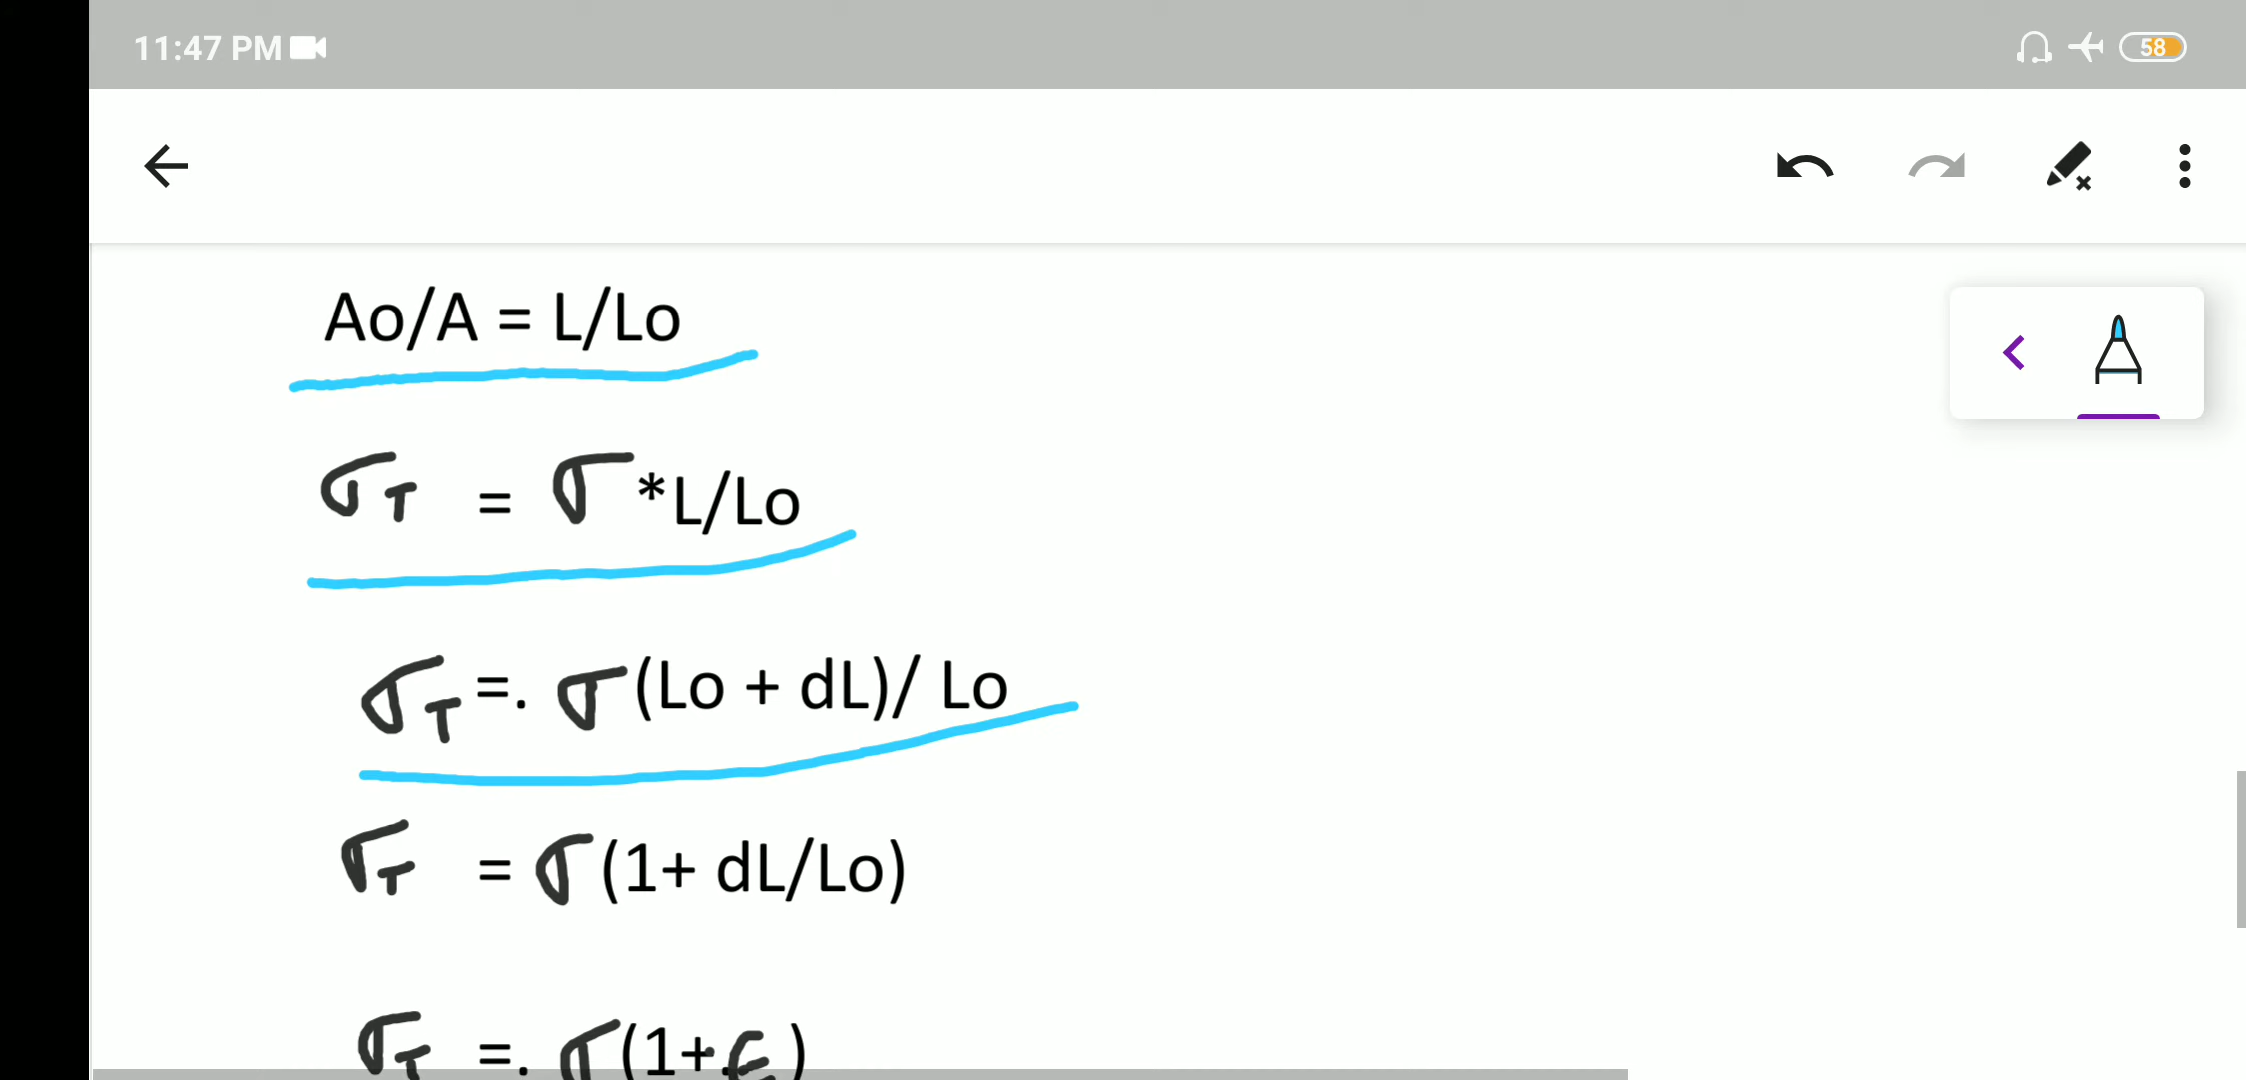 11:47 PM 58
Ao/A = L/Lo
σT = σ *L/Lo
σT =. σ (Lo + dL)/ Lo
σT = σ (1+ dL/Lo)
σT =. σ (1+ε)